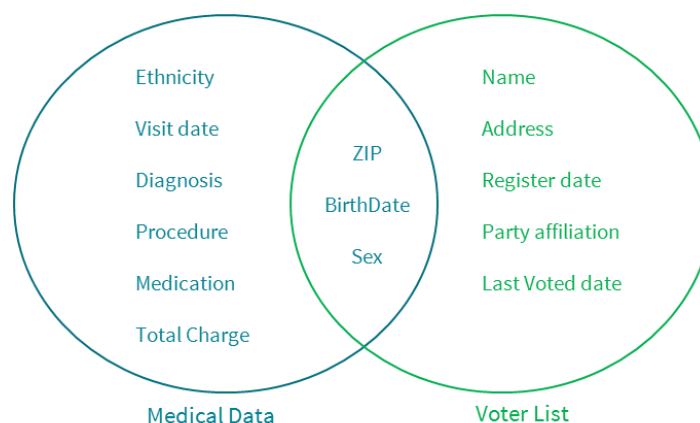 Ethnicity
Visit date
Diagnosis
Procedure
Medication
Total Charge
ZIP
BirthDate
Sex
Name
Address
Register date
Party affiliation
Last Voted date
Medical Data
Voter List